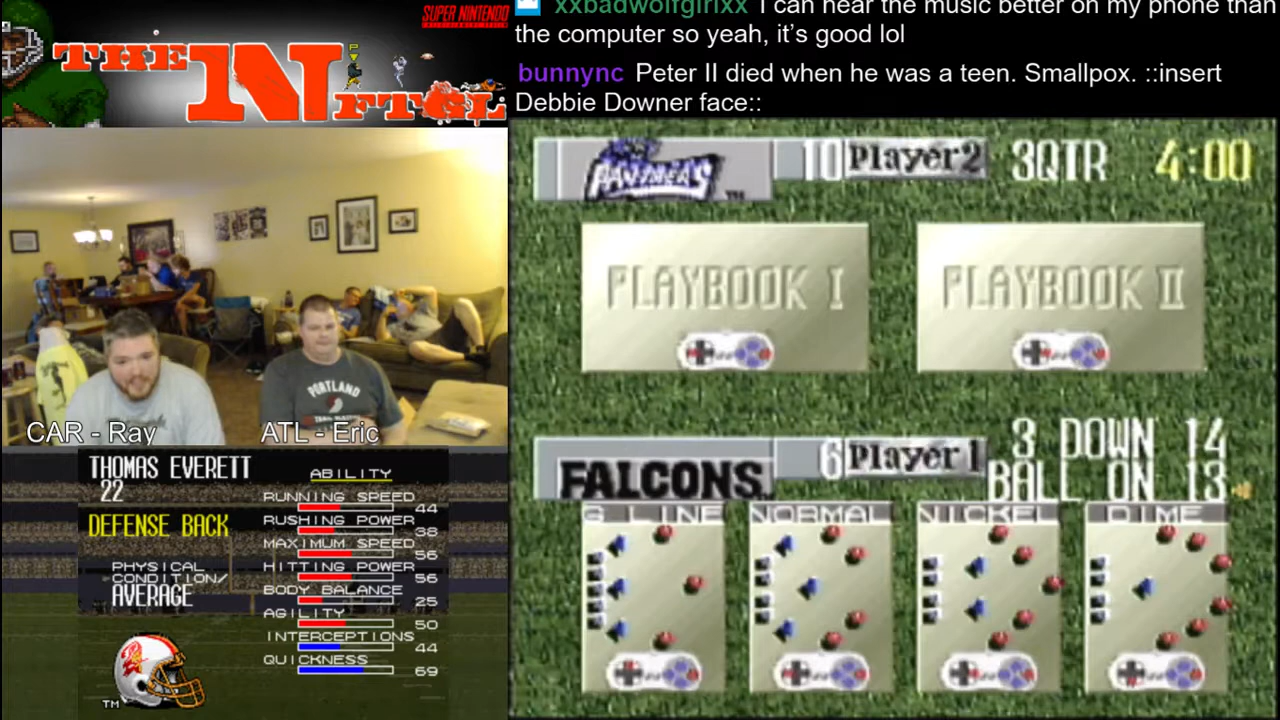 SUPER NINTENDO
xxbadwolfgirlxx I can hear the music better on my phone than
the computer so yeah, it's good lol
bunnync Peter II died when he was a teen. Smallpox. ::insert
Debbie Downer face::
THE NFTSL
P
PANTHERS
TM
10 Player2 3QTR 4:00
PLAYBOOK I
PLAYBOOK II
PORTLAND
CAR - Ray
ATL - Eric
FALCONS
6 Player1
3 DOWN 14
BALL ON 13
G LINE
NORMAL
NICKEL
DIME
THOMAS EVERETT
22
DEFENSE BACK
PHYSICAL
CONDITION/
AVERAGE
TM
ABILITY
RUNNING SPEED
44
RUSHING POWER
38
MAXIMUM SPEED
56
HITTING POWER
56
BODY BALANCE
25
AGILITY
50
INTERCEPTIONS
44
QUICKNESS
69